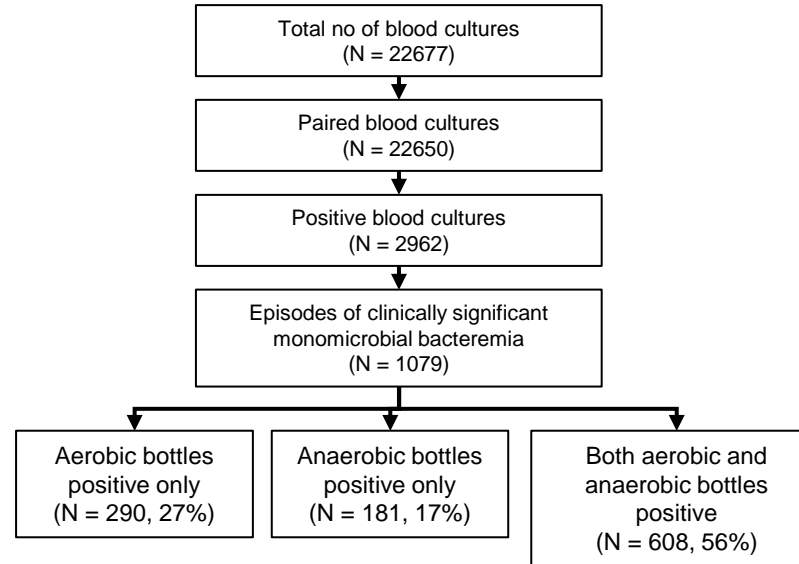 Total no of blood cultures
(N = 22677)
Paired blood cultures
(N = 22650)
Positive blood cultures
(N = 2962)
Episodes of clinically significant
monomicrobial bacteremia
(N = 1079)
Aerobic bottles
positive only
(N = 290, 27%)
Anaerobic bottles
positive only
(N = 181, 17%)
Both aerobic and
anaerobic bottles
positive
(N = 608, 56%)